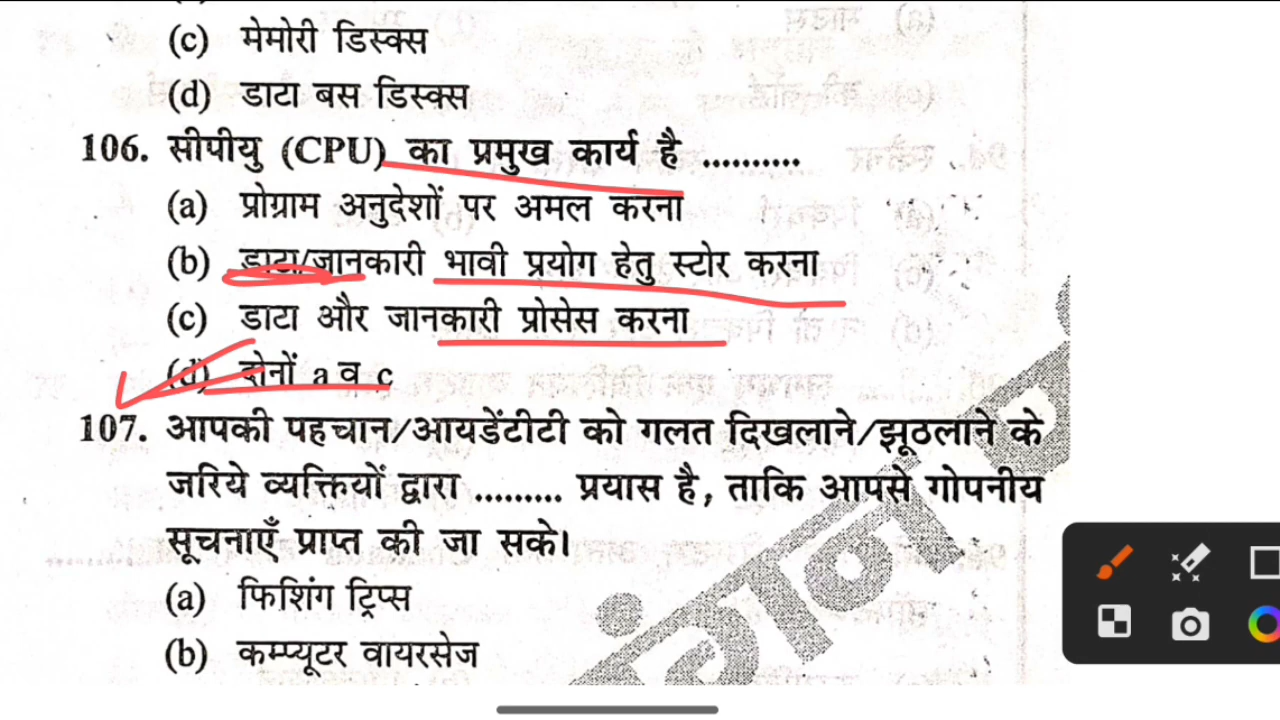 (c) मेमोरी डिस्क्स
(d) डाटा बस डिस्क्स
106. सीपीयु (CPU) का प्रमुख कार्य है ..........
(a) प्रोग्राम अनुदेशों पर अमल करना
(b) डाटा/जानकारी भावी प्रयोग हेतु स्टोर करना
(c) डाटा और जानकारी प्रोसेस करना
(d) दोनों a व c
107. आपकी पहचान/आयडेंटीटी को गलत दिखलाने/झूठलाने के
जरिये व्यक्तियों द्वारा ......... प्रयास है, ताकि आपसे गोपनीय
सूचनाएँ प्राप्त की जा सके।
(a) फिशिंग ट्रिप्स
(b) कम्प्यूटर वायरसेज